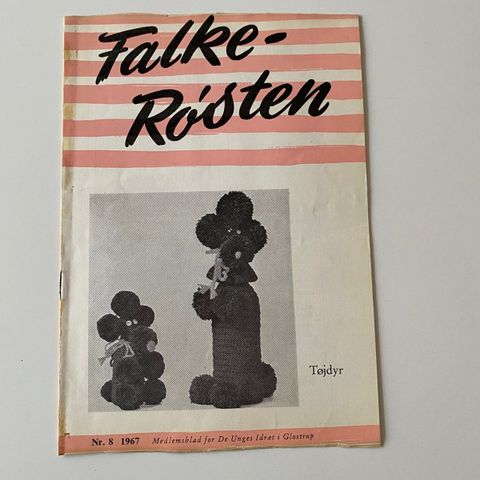 Falke-
Røsten
Tøjdyr
Nr. 8 1967 Medlemsblad for De Unges Idræt i Glostrup